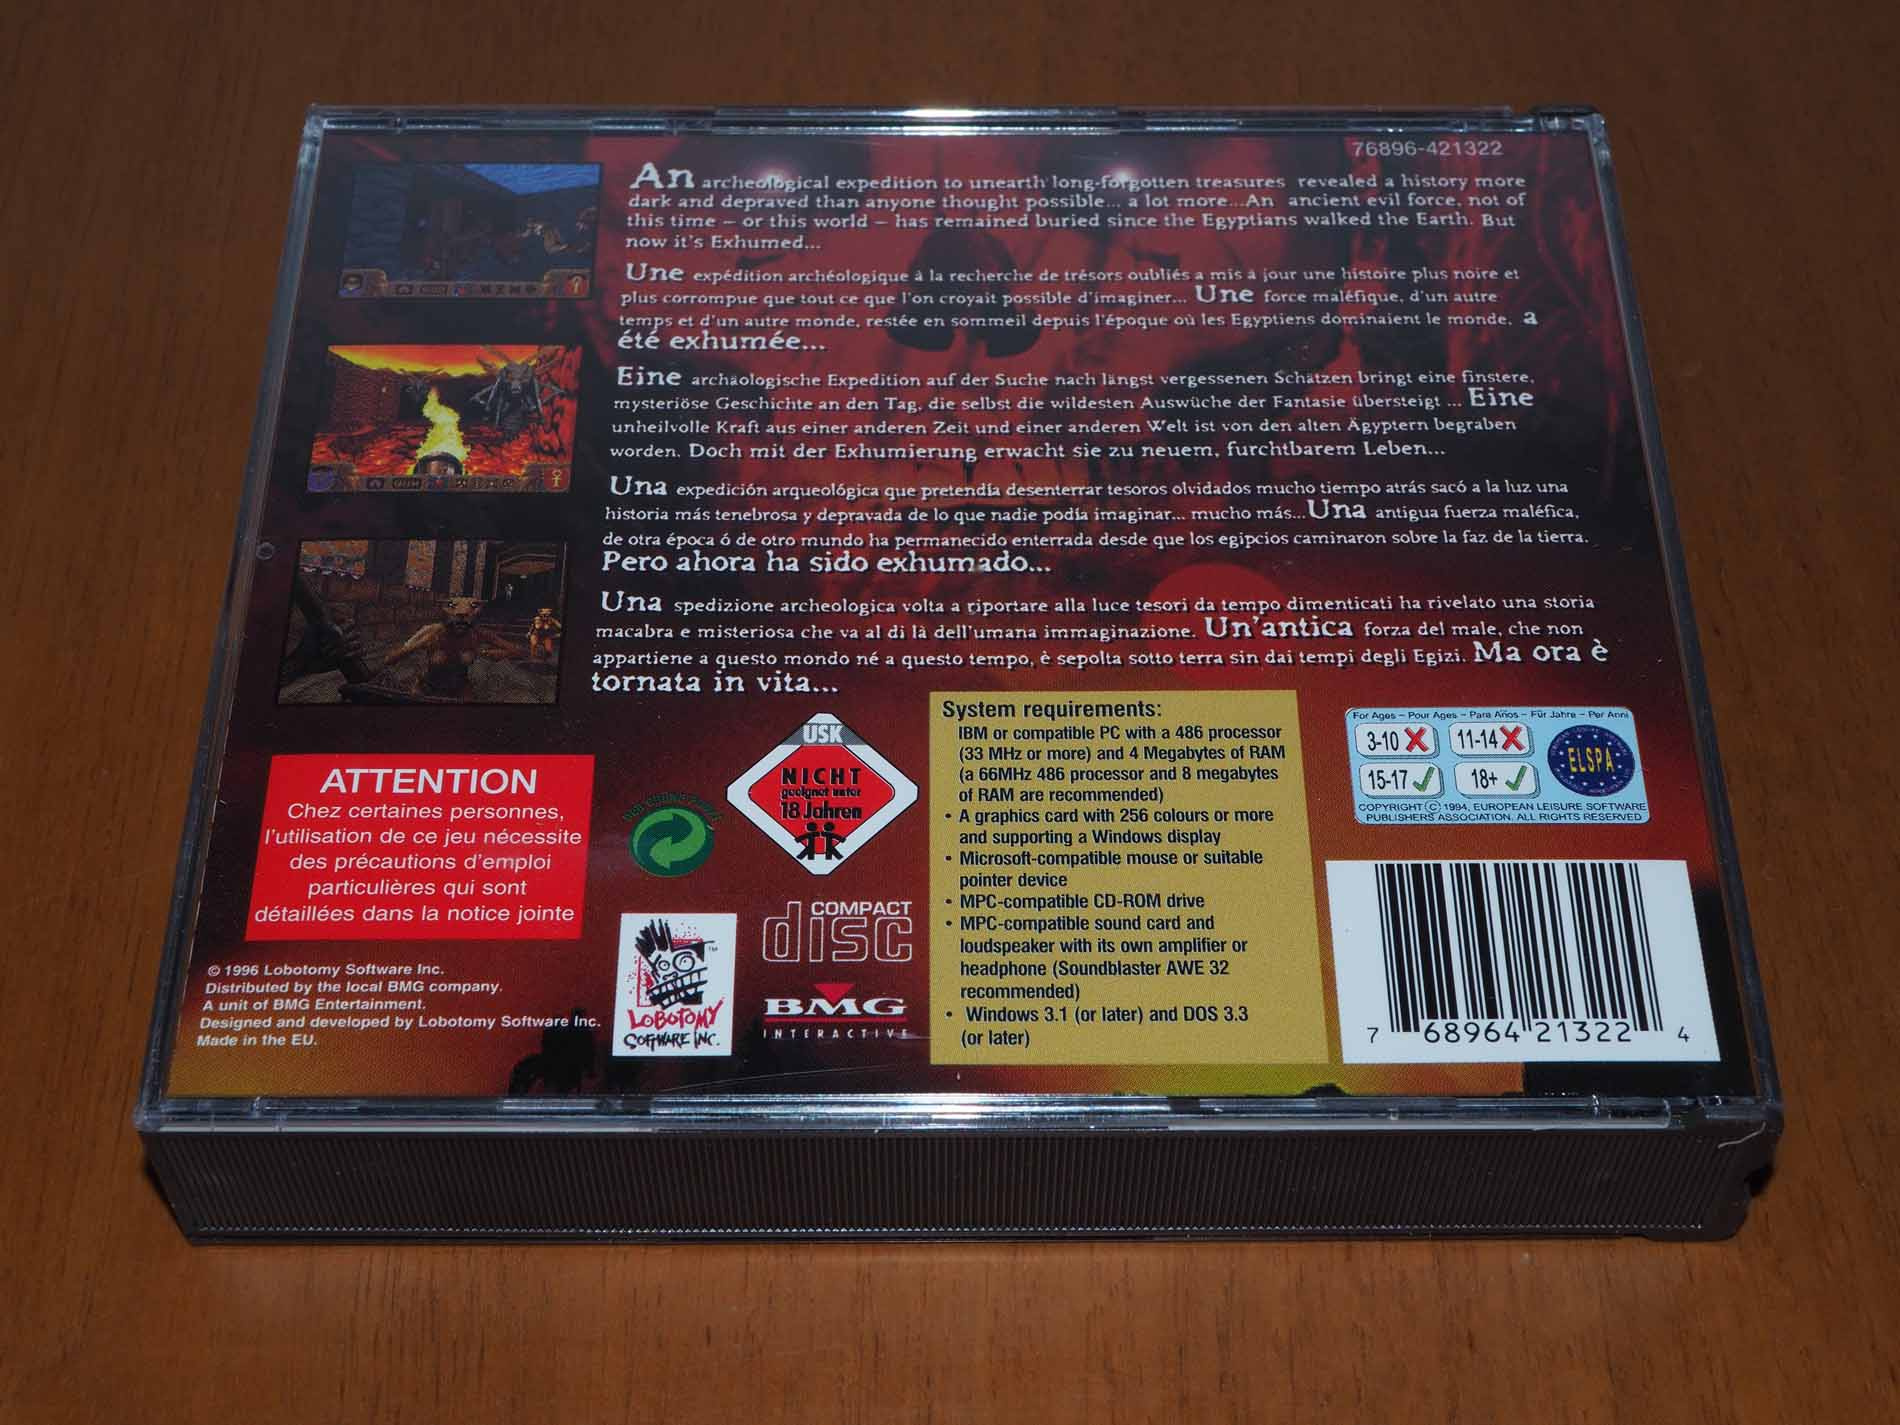 76896-421322
An archeological expedition to unearth long-forgotten treasures revealed a history more
dark and depraved than anyone thought possible... a lot more...An ancient evil force, not of
this time – or this world – has remained buried since the Egyptians walked the Earth. But
now it's Exhumed...
Une expédition archéologique à la recherche de trésors oubliés a mis à jour une histoire plus noire et
plus corrompue que tout ce que l'on croyait possible d'imaginer... Une force maléfique, d'un autre
temps et d'un autre monde, restée en sommeil depuis l'époque où les Egyptiens dominaient le monde, a
été exhumée...
Eine archäologische Expedition auf der Suche nach längst vergessenen Schätzen bringt eine finstere,
mysteriöse Geschichte an den Tag, die selbst die wildesten Auswüche der Fantasie übersteigt ... Eine
unheilvolle Kraft aus einer anderen Zeit und einer anderen Welt ist von den alten Ägyptern begraben
worden. Doch mit der Exhumierung erwacht sie zu neuem, furchtbarem Leben...
Una expedición arqueológica que pretendía desenterrar tesoros olvidados mucho tiempo atrás sacó a la luz una
historia más tenebrosa y depravada de lo que nadie podía imaginar... mucho más...Una antigua fuerza maléfica,
de otra época ó de otro mundo ha permanecido enterrada desde que los egipcios caminaron sobre la faz de la tierra.
Pero ahora ha sido exhumado...
Una spedizione archeologica volta a riportare alla luce tesori da tempo dimenticati ha rivelato una storia
macabra e misteriosa che va al di là dell'umana immaginazione. Un'antica forza del male, che non
appartiene a questo mondo né a questo tempo, è sepolta sotto terra sin dai tempi degli Egizi. Ma ora è
tornata in vita...
ATTENTION
Chez certaines personnes,
l'utilisation de ce jeu nécessite
des précautions d'emploi
particulières qui sont
détaillées dans la notice jointe
© 1996 Lobotomy Software Inc.
Distributed by the local BMG company.
A unit of BMG Entertainment.
Designed and developed by Lobotomy Software Inc.
Made in the EU.
USK
NICHT
geeignet unter
18 Jahren
DER GRÜNE PUNKT
LOBOTOMY
SOFTWARE INC.
TM
COMPACT
disc
BMG
INTERACTIVE
System requirements:
IBM or compatible PC with a 486 processor
(33 MHz or more) and 4 Megabytes of RAM
(a 66MHz 486 processor and 8 megabytes
of RAM are recommended)
• A graphics card with 256 colours or more
and supporting a Windows display
• Microsoft-compatible mouse or suitable
pointer device
• MPC-compatible CD-ROM drive
• MPC-compatible sound card and
loudspeaker with its own amplifier or
headphone (Soundblaster AWE 32
recommended)
• Windows 3.1 (or later) and DOS 3.3
(or later)
For Ages – Pour Ages – Para Años – Für Jahre – Per Anni
3-10 11-14
15-17 18+
ELSPA
COPYRIGHT © 1994, EUROPEAN LEISURE SOFTWARE
PUBLISHERS ASSOCIATION. ALL RIGHTS RESERVED
7 68964 21322 4